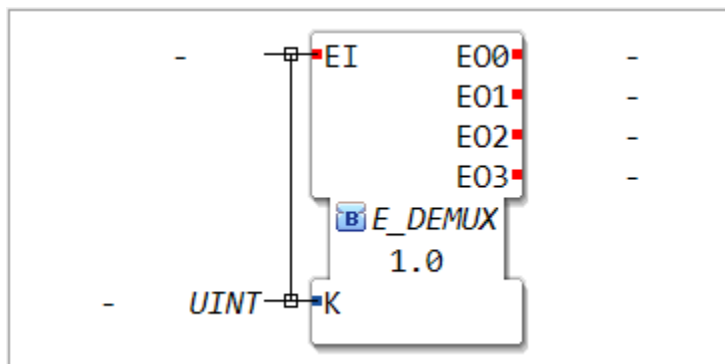 - EI EO0 -
EO1 -
EO2 -
EO3 -
B E_DEMUX
1.0
- UINT K